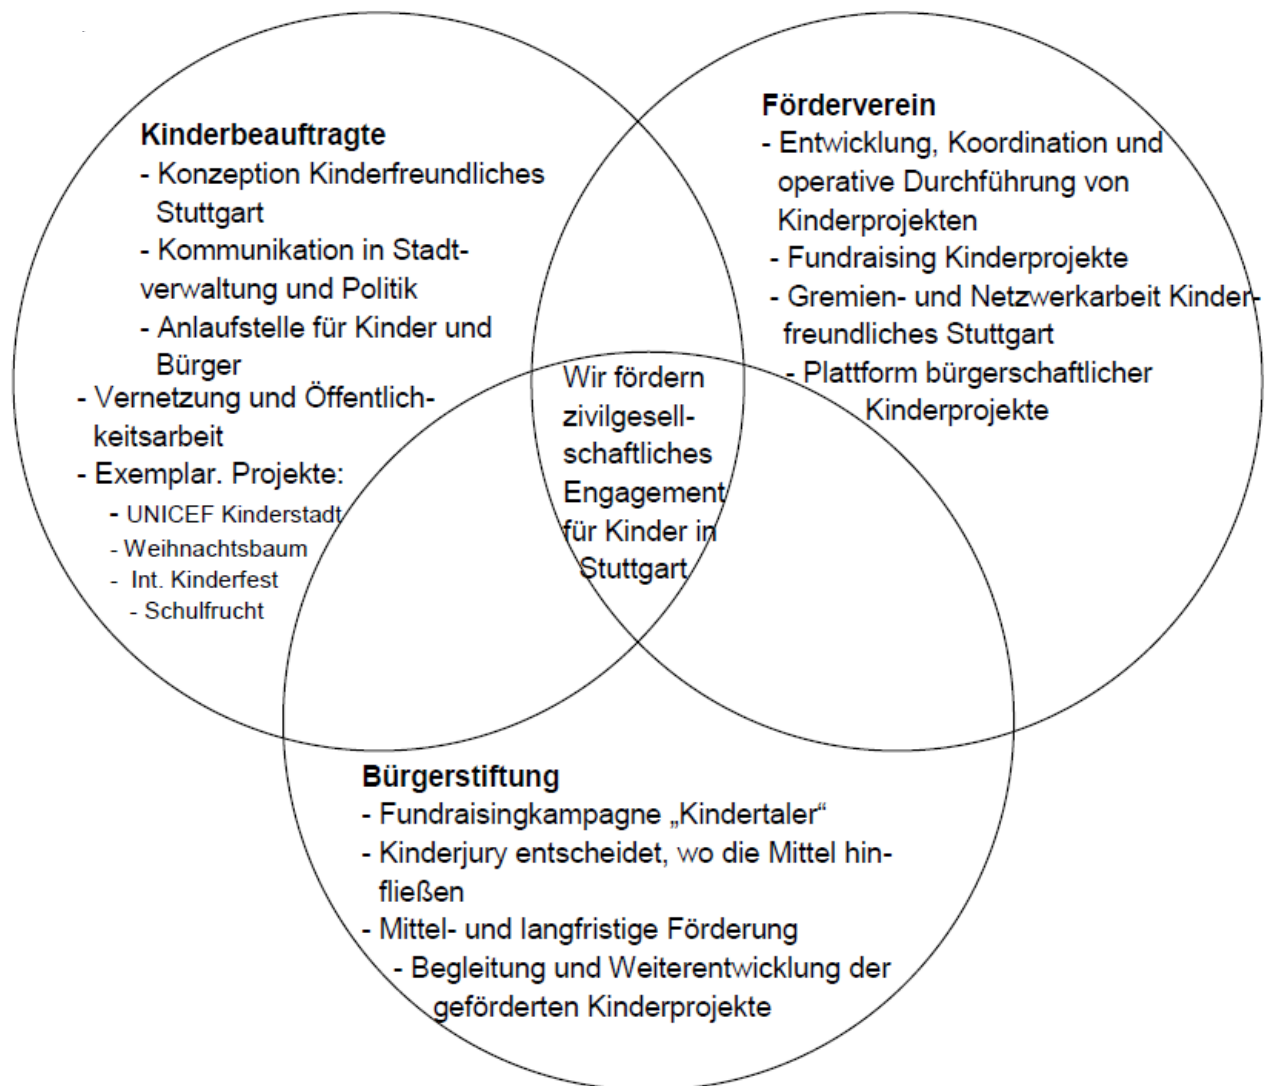 Kinderbeauftragte
- Konzeption Kinderfreundliches
Stuttgart
- Kommunikation in Stadt-
verwaltung und Politik
- Anlaufstelle für Kinder und
Bürger
- Vernetzung und Öffentlich-
keitsarbeit
- Exemplar. Projekte:
- UNICEF Kinderstadt
- Weihnachtsbaum
- Int. Kinderfest
- Schulfrucht
Förderverein
- Entwicklung, Koordination und
operative Durchführung von
Kinderprojekten
- Fundraising Kinderprojekte
- Gremien- und Netzwerkarbeit Kinder-
freundliches Stuttgart
- Plattform bürgerschaftlicher
Kinderprojekte
Wir fördern
zivilgesell-
schaftliches
Engagement
für Kinder in
Stuttgart
Bürgerstiftung
- Fundraisingkampagne „Kindertaler“
- Kinderjury entscheidet, wo die Mittel hin-
fließen
- Mittel- und langfristige Förderung
- Begleitung und Weiterentwicklung der
geförderten Kinderprojekte